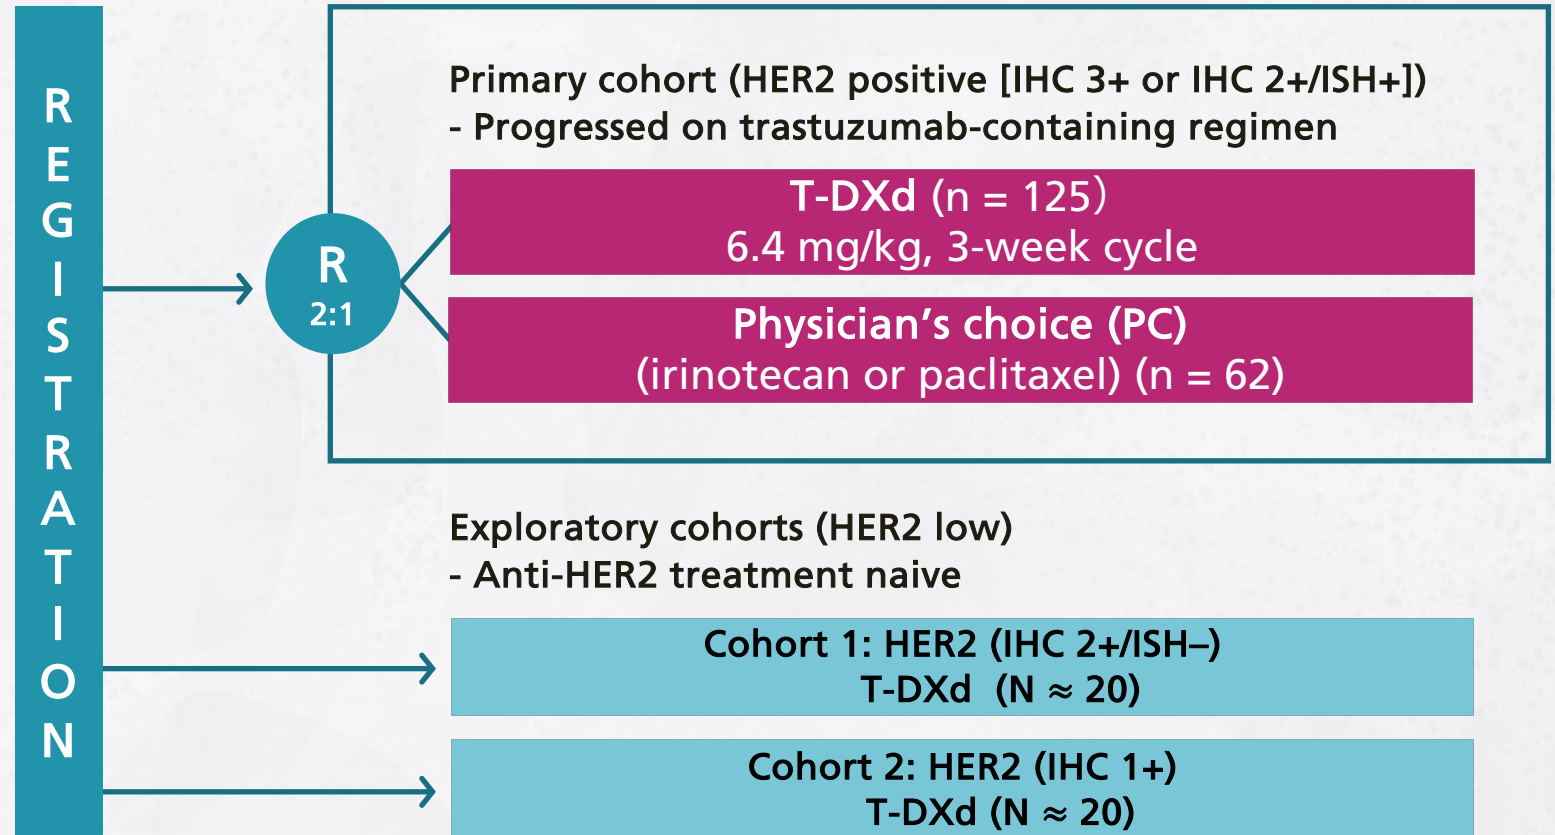 REGISTRATION
R
2:1
Primary cohort (HER2 positive [IHC 3+ or IHC 2+/ISH+])
- Progressed on trastuzumab-containing regimen
T-DXd (n = 125)
6.4 mg/kg, 3-week cycle
Physician’s choice (PC)
(irinotecan or paclitaxel) (n = 62)
Exploratory cohorts (HER2 low)
- Anti-HER2 treatment naive
Cohort 1: HER2 (IHC 2+/ISH–)
T-DXd (N ≈ 20)
Cohort 2: HER2 (IHC 1+)
T-DXd (N ≈ 20)